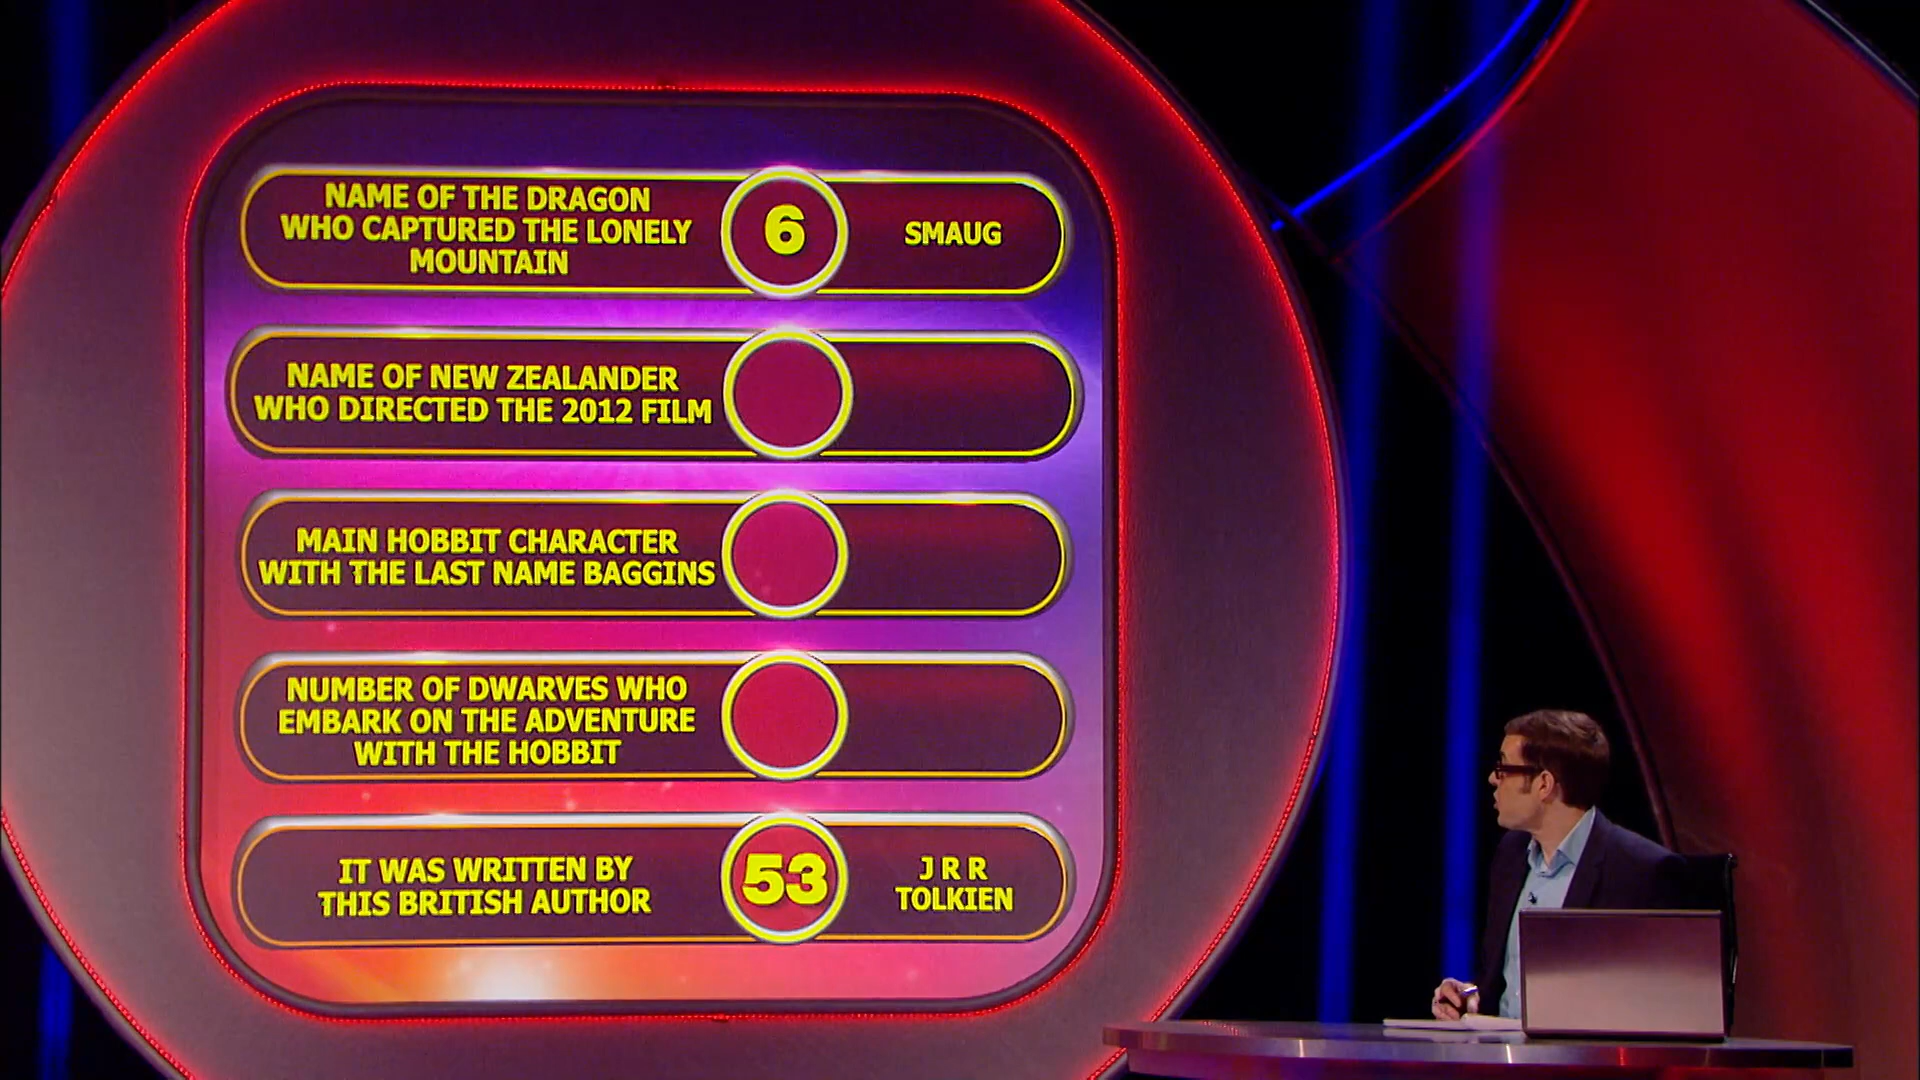 NAME OF THE DRAGON
WHO CAPTURED THE LONELY
MOUNTAIN
6
SMAUG
NAME OF NEW ZEALANDER
WHO DIRECTED THE 2012 FILM
MAIN HOBBIT CHARACTER
WITH THE LAST NAME BAGGINS
NUMBER OF DWARVES WHO
EMBARK ON THE ADVENTURE
WITH THE HOBBIT
IT WAS WRITTEN BY
THIS BRITISH AUTHOR
53
J R R
TOLKIEN